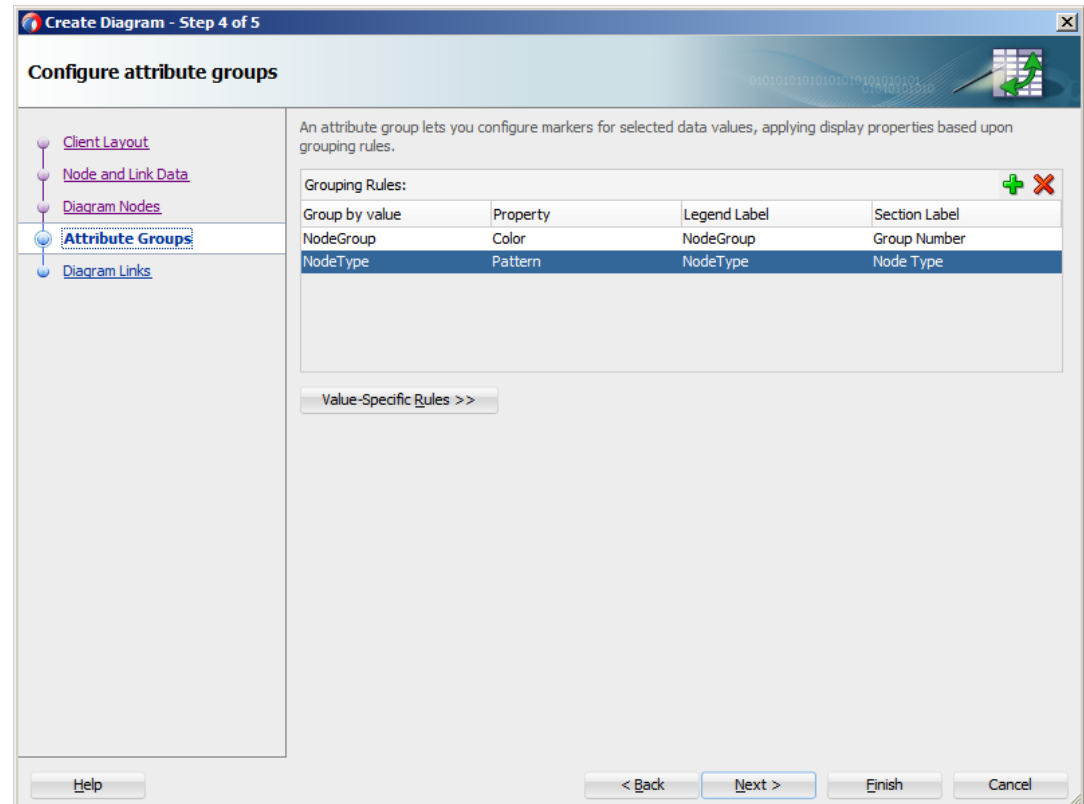 Create Diagram - Step 4 of 5
Configure attribute groups
Client Layout
Node and Link Data
Diagram Nodes
Attribute Groups
Diagram Links
An attribute group lets you configure markers for selected data values, applying display properties based upon
grouping rules.
Grouping Rules:
Group by value Property Legend Label Section Label
NodeGroup Color NodeGroup Group Number
NodeType Pattern NodeType Node Type
Value-Specific Rules >>
Help < Back Next > Finish Cancel